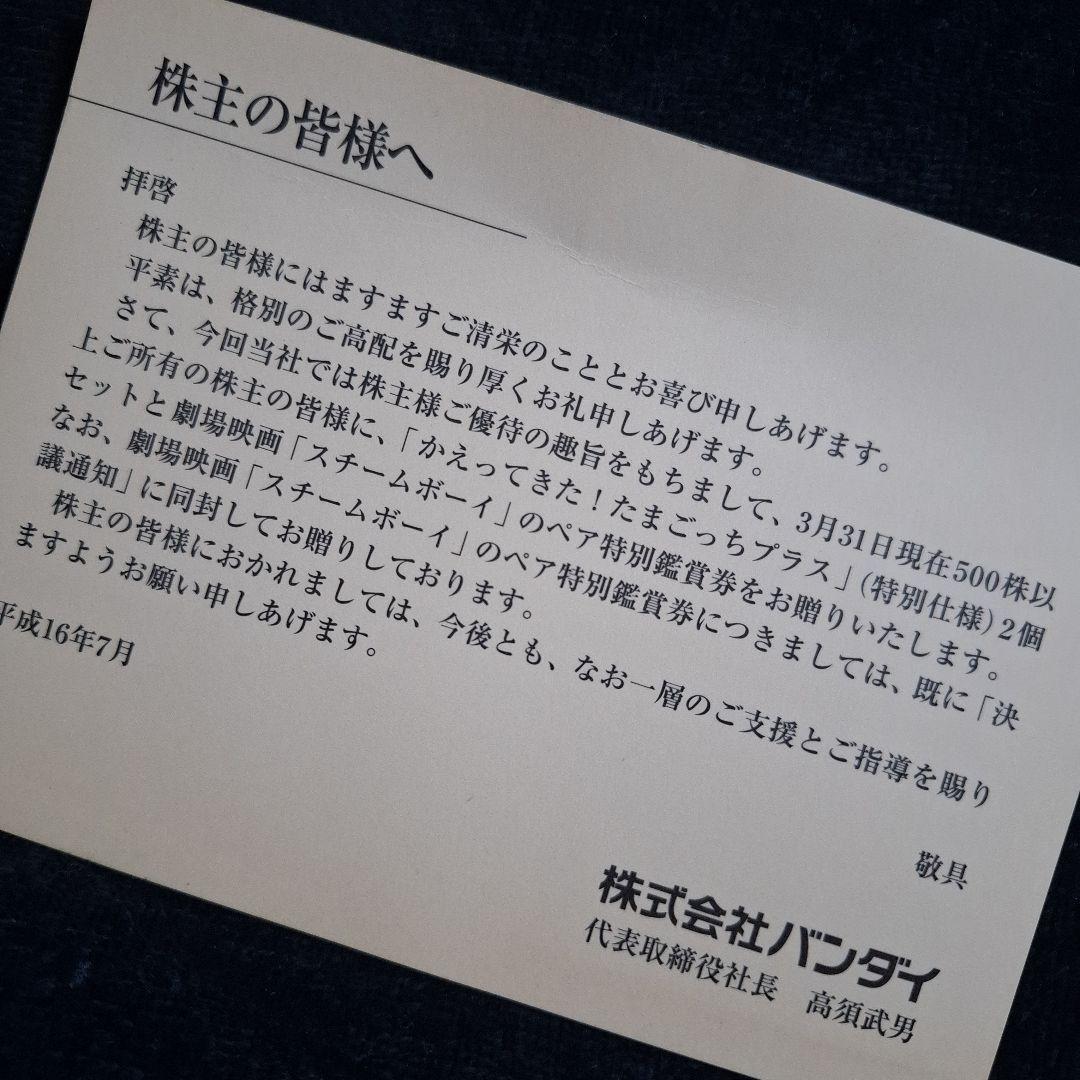 株主の皆様へ
拝啓
株主の皆様にはますますご清栄のこととお喜び申しあげます。
平素は、格別のご高配を賜り厚くお礼申しあげます。
さて、今回当社では株主様ご優待の趣旨をもちまして、3月31日現在500株以
上ご所有の株主の皆様に、「かえってきた！たまごっちプラス」(特別仕様)2個
セットと劇場映画「スチームボーイ」のペア特別鑑賞券をお贈りいたします。
なお、劇場映画「スチームボーイ」のペア特別鑑賞券につきましては、既に「決
議通知」に同封してお贈りしております。
株主の皆様におかれましては、今後とも、なお一層のご支援とご指導を賜り
ますようお願い申しあげます。
敬具
平成16年7月
株式会社バンダイ
代表取締役社長　高須武男